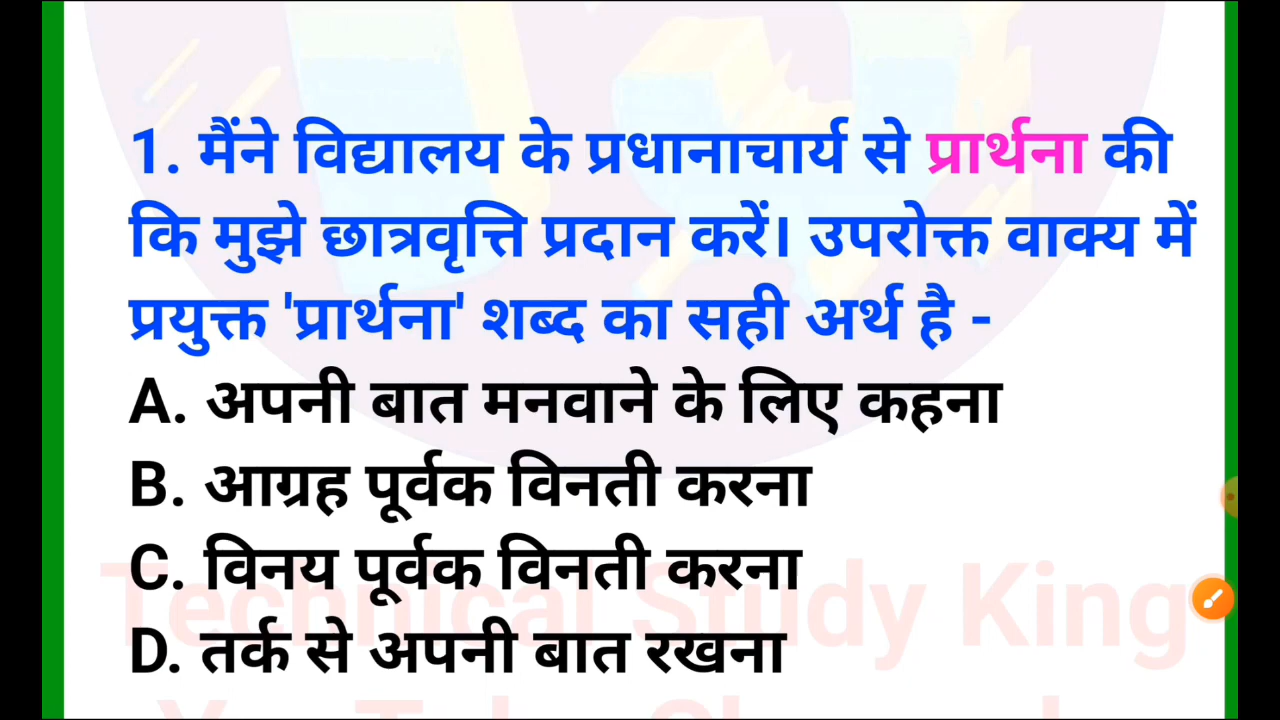 1. मैंने विद्यालय के प्रधानाचार्य से प्रार्थना की
कि मुझे छात्रवृत्ति प्रदान करें। उपरोक्त वाक्य में
प्रयुक्त 'प्रार्थना' शब्द का सही अर्थ है -
A. अपनी बात मनवाने के लिए कहना
B. आग्रह पूर्वक विनती करना
C. विनय पूर्वक विनती करना
Technical Study King
D. तर्क से अपनी बात रखना